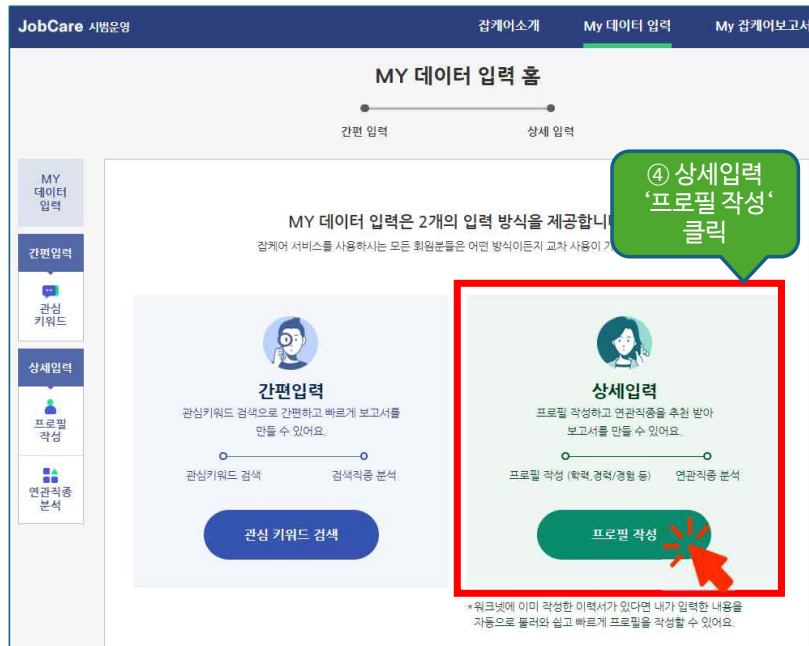 JobCare 시범운영
잡케어소개
My 데이터 입력
My 잡케어보고서
MY 데이터 입력 홈
간편 입력
상세 입력
④ 상세입력
‘프로필 작성‘
클릭
MY
데이터
입력
간편입력
관심
키워드
상세입력
프로필
작성
연관직종
분석
MY 데이터 입력은 2개의 입력 방식을 제공합니
잡케어 서비스를 사용하시는 모든 회원분들은 어떤 방식이든지 교차 사용이
간편입력
관심키워드 검색으로 간편하고 빠르게 보고서를
만들 수 있어요.
관심키워드 검색
검색직종 분석
관심 키워드 검색
상세입력
프로필 작성하고 연관직종을 추천 받아
보고서를 만들 수 있어요.
프로필 작성 (학력,경력/경험 등)
연관직종 분석
프로필 작성
*워크넷에 이미 작성한 이력서가 있다면 내가 입력한 내용을
자동으로 불러와 쉽고 빠르게 프로필을 작성할 수 있어요.